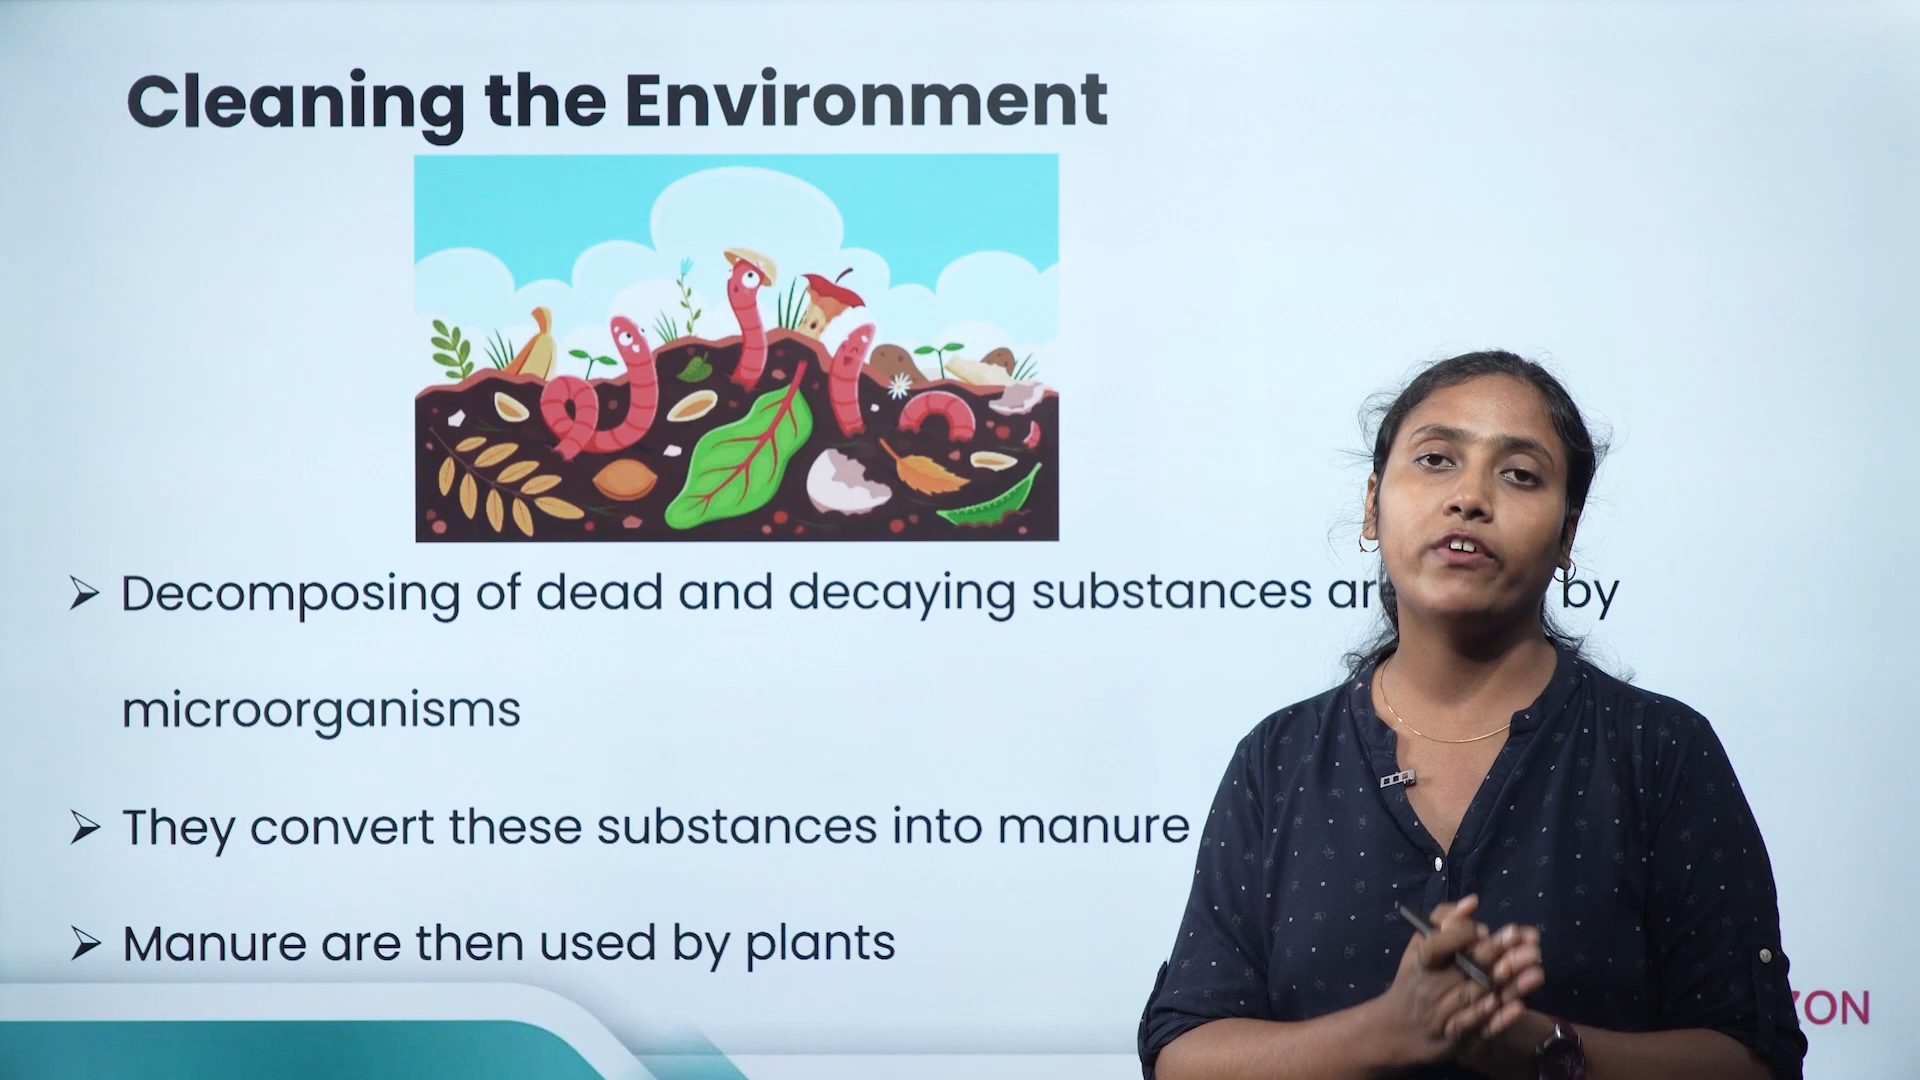 Cleaning the Environment
➢ Decomposing of dead and decaying substances by
microorganisms
➢ They convert these substances into manure
➢ Manure are then used by plants
ZON